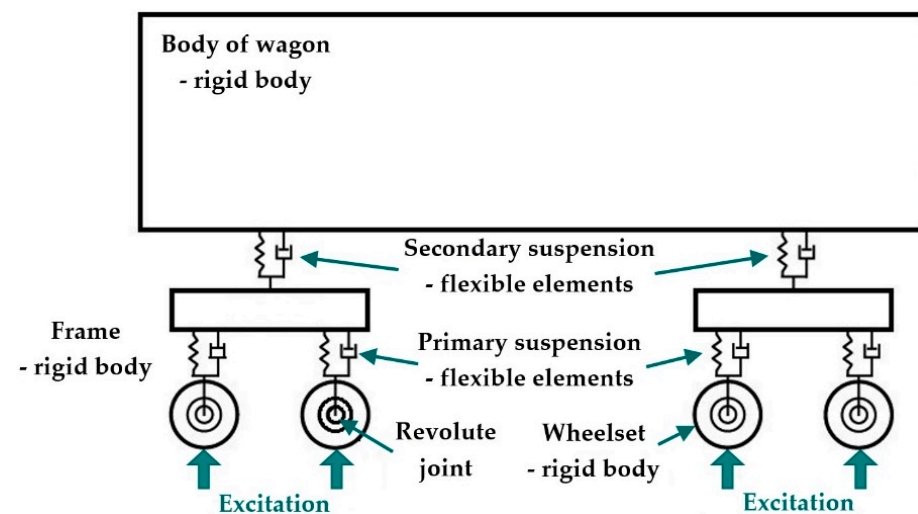 Body of wagon
- rigid body
Secondary suspension
- flexible elements
Frame
- rigid body
Primary suspension
- flexible elements
Revolute
joint
Wheelset
- rigid body
Excitation
Excitation